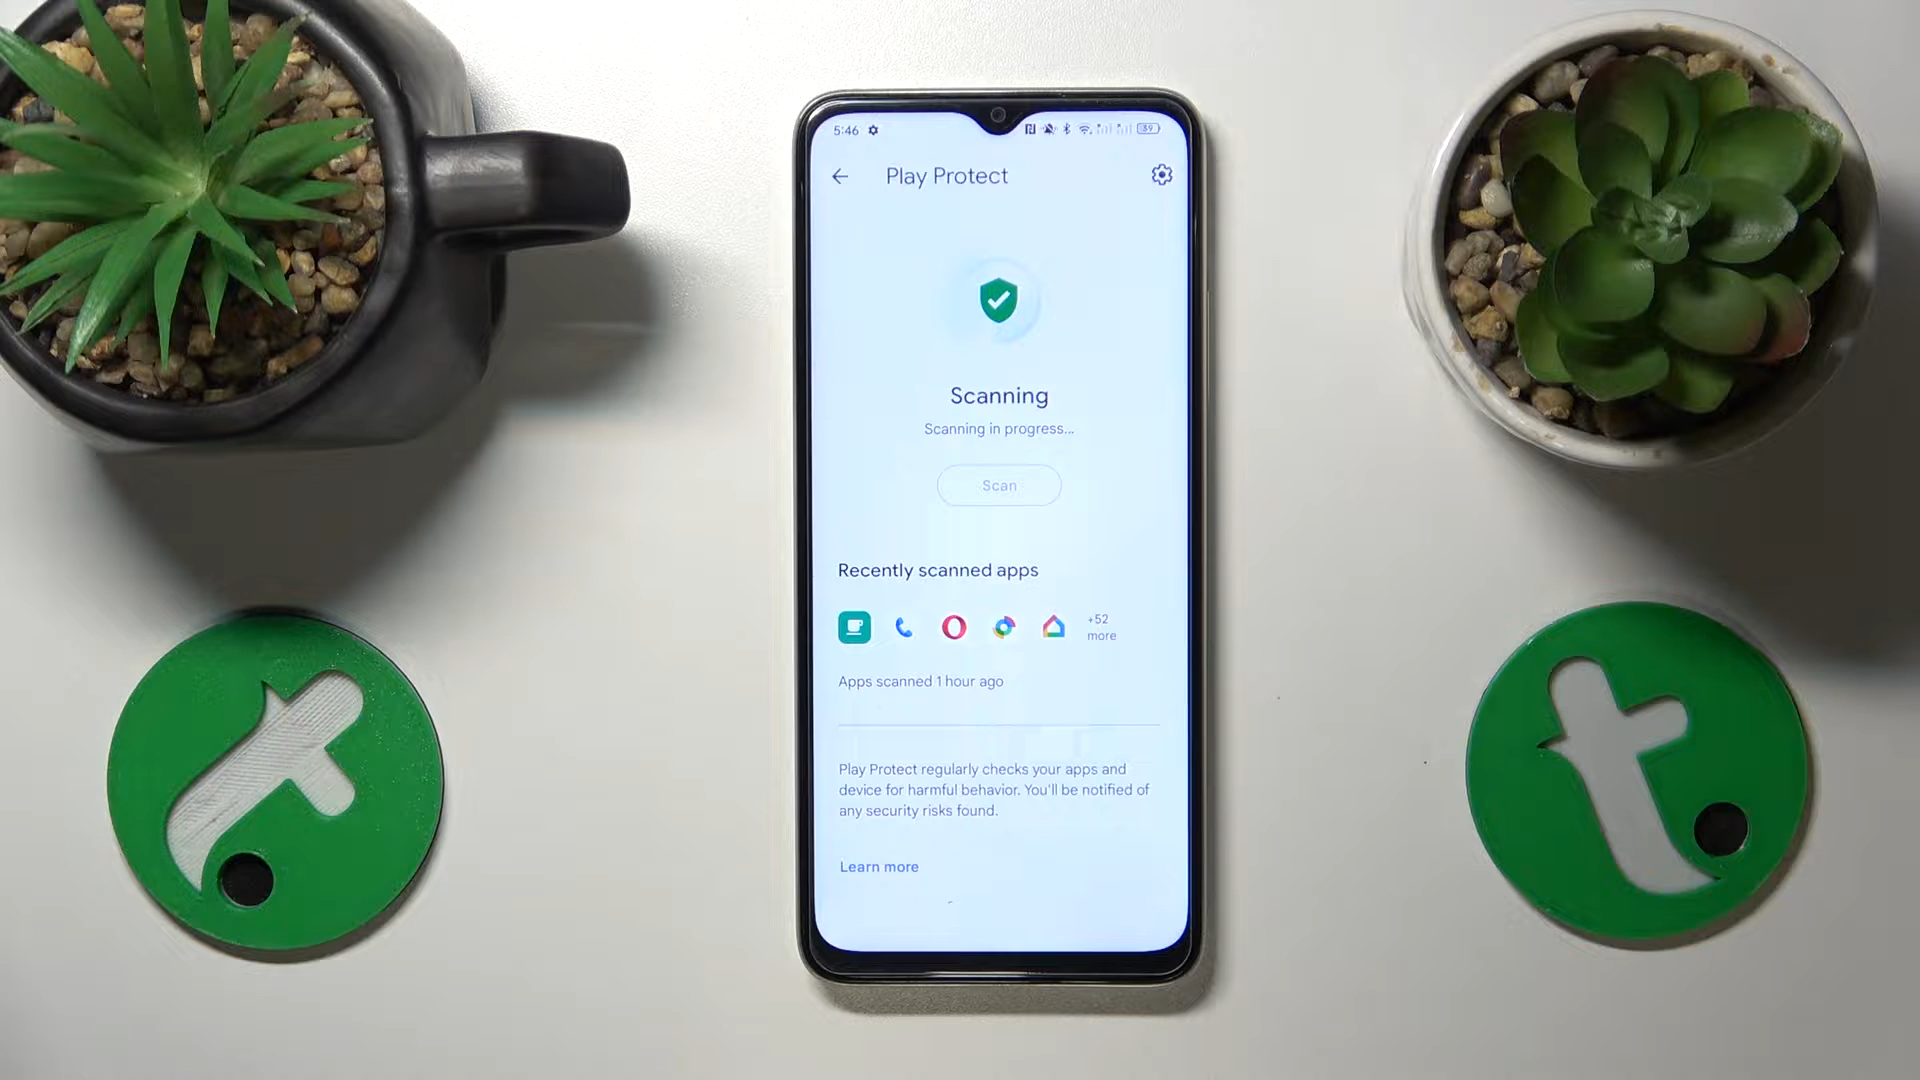 5:46
39
Play Protect
Scanning
Scanning in progress...
Scan
Recently scanned apps
+52
more
Apps scanned 1 hour ago
Play Protect regularly checks your apps and
device for harmful behavior. You'll be notified of
any security risks found.
Learn more
t
t